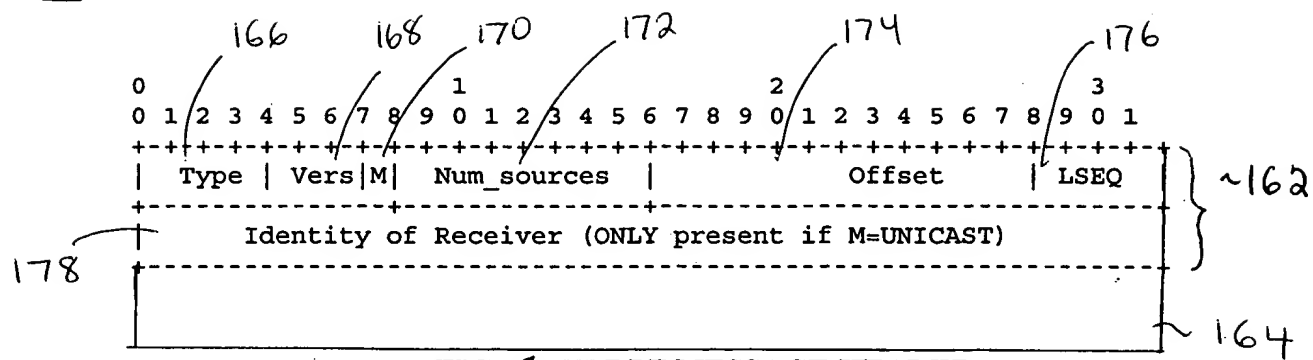 166 168 170 172 174 176
0 1 2 3
0 1 2 3 4 5 6 7 8 9 0 1 2 3 4 5 6 7 8 9 0 1 2 3 4 5 6 7 8 9 0 1
+-+-+-+-+-+-+-+-+-+-+-+-+-+-+-+-+-+-+-+-+-+-+-+-+-+-+-+-+-+-+-+-+
| Type | Vers|M| Num_sources | Offset | LSEQ
~162
+---------------+---------------+-------------------------------+
| Identity of Receiver (ONLY present if M=UNICAST)
178
+---------------------------------------------------------------+
~ 164